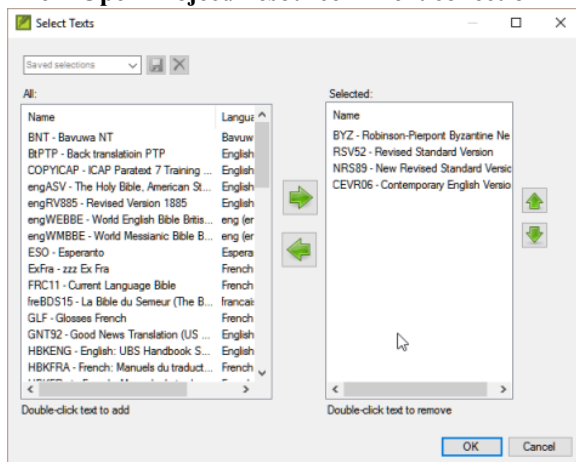 Select Texts
Saved selections
All:
Name Langua
BNT - Bavuwa NT Bavuw
BtPTP - Back translatioin PTP English
COPYICAP - ICAP Paratext 7 Training ... English
engASV - The Holy Bible, American St... English
engRV885 - Revised Version 1885 English
engWEBBE - World English Bible Britis... eng (er
engWMBBE - World Messianic Bible B... eng (er
ESO - Esperanto Espera
ExFra - zzz Ex Fra French
FRC11 - Current Language Bible French
freBDS15 - La Bible du Semeur (The B... francais
GLF - Glosses French French
GNT92 - Good News Translation (US ... English
HBKENG - English: UBS Handbook S... English
HBKFRA - French: Manuels du traduct... French
Double-click text to add
Selected:
Name
BYZ - Robinson-Pierpont Byzantine Ne
RSV52 - Revised Standard Version
NRS89 - New Revised Standard Versic
CEVR06 - Contemporary English Versio
Double-click text to remove
OK Cancel